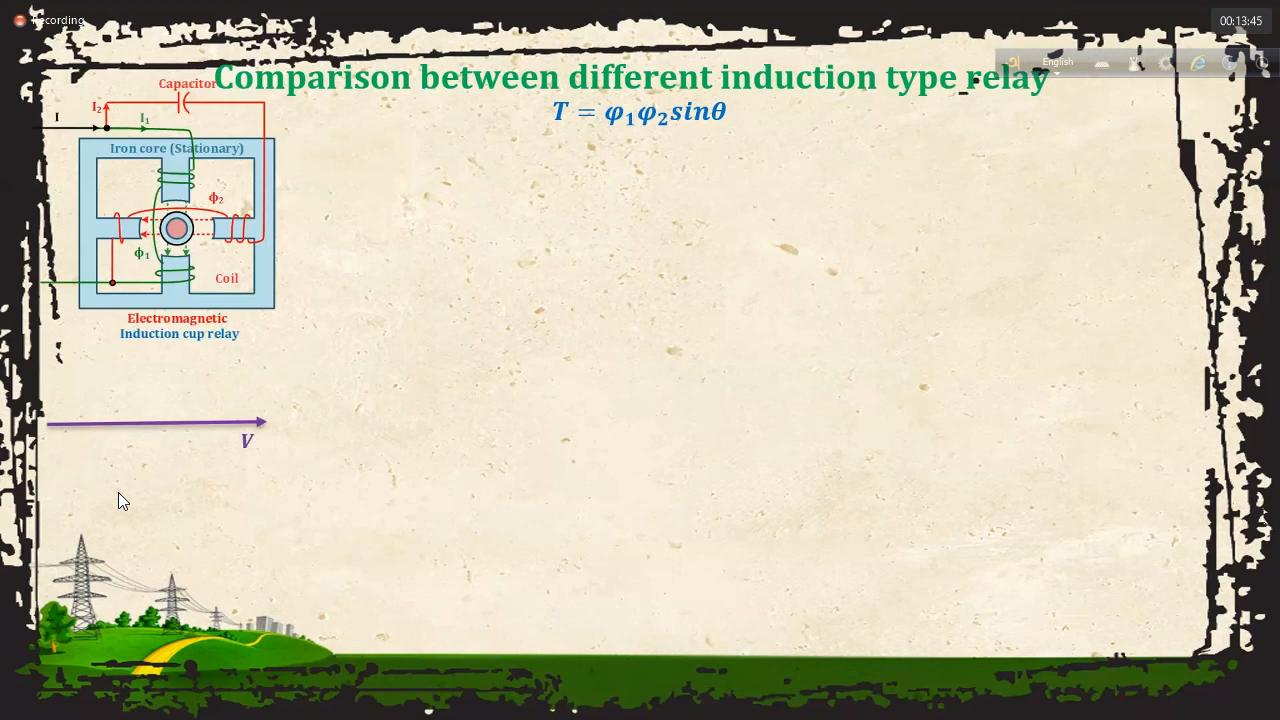 Recording
00:13:45
English
Comparison between different induction type relay
T = φ₁φ₂sinθ
Capacitor
I₂
I
I₁
Iron core (Stationary)
ϕ₂
ϕ₁
Coil
Electromagnetic
Induction cup relay
V